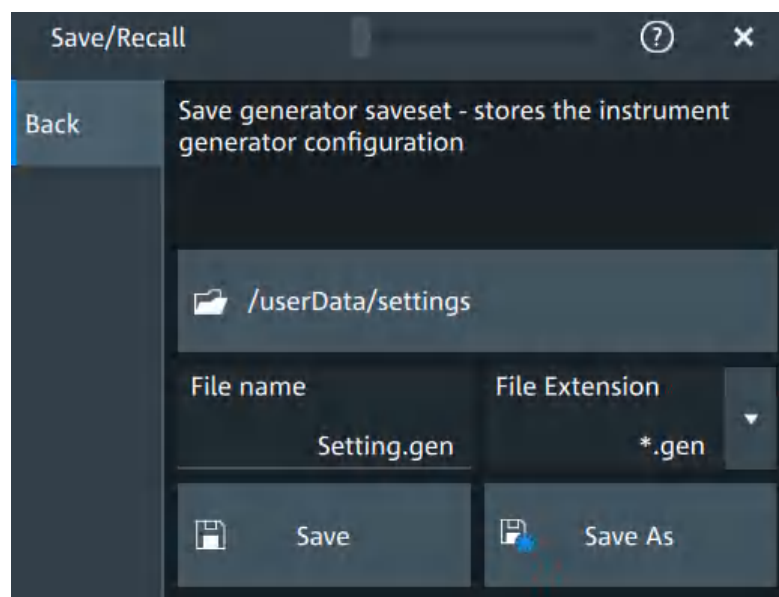 Save/Recall
?
Back
Save generator saveset - stores the instrument
generator configuration
/userData/settings
File name
File Extension
Setting.gen
*.gen
Save
Save As